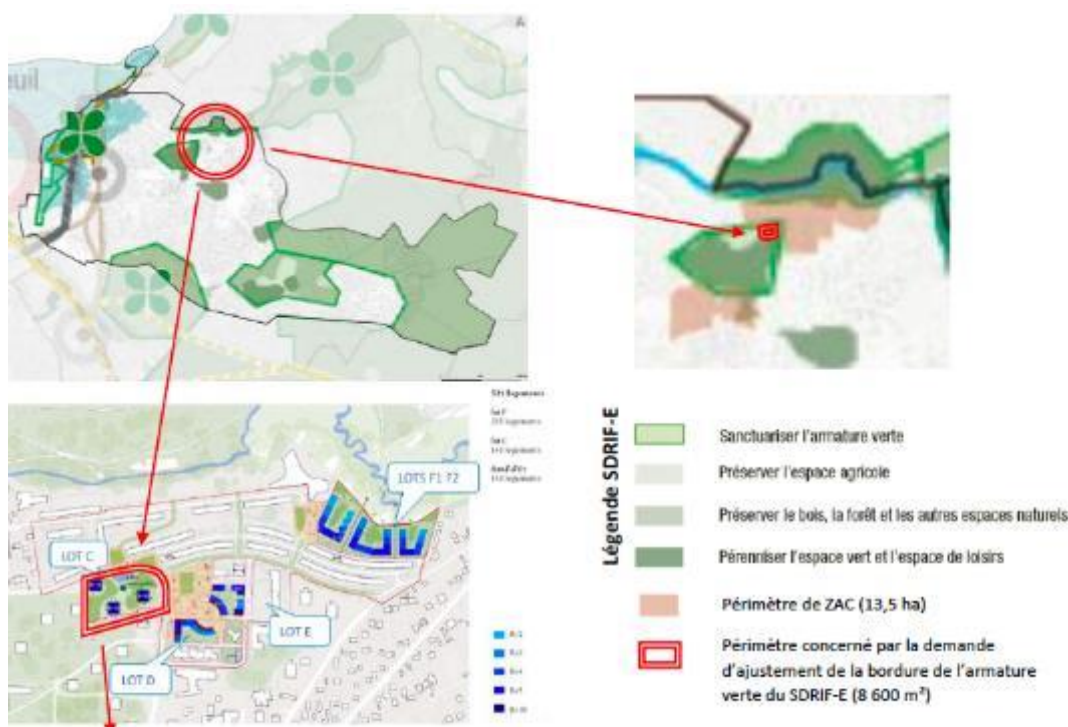 euil
A
LOTS F1 F2
LOT C
LOT E
LOT D
Légende SDRIF-E
Sanctuariser l'armature verte
Préserver l'espace agricole
Préserver le bois, la forêt et les autres espaces naturels
Pérenniser l'espace vert et l'espace de loisirs
Périmètre de ZAC (13,5 ha)
Périmètre concerné par la demande
d'ajustement de la bordure de l'armature
verte du SDRIF-E (8 600 m²)